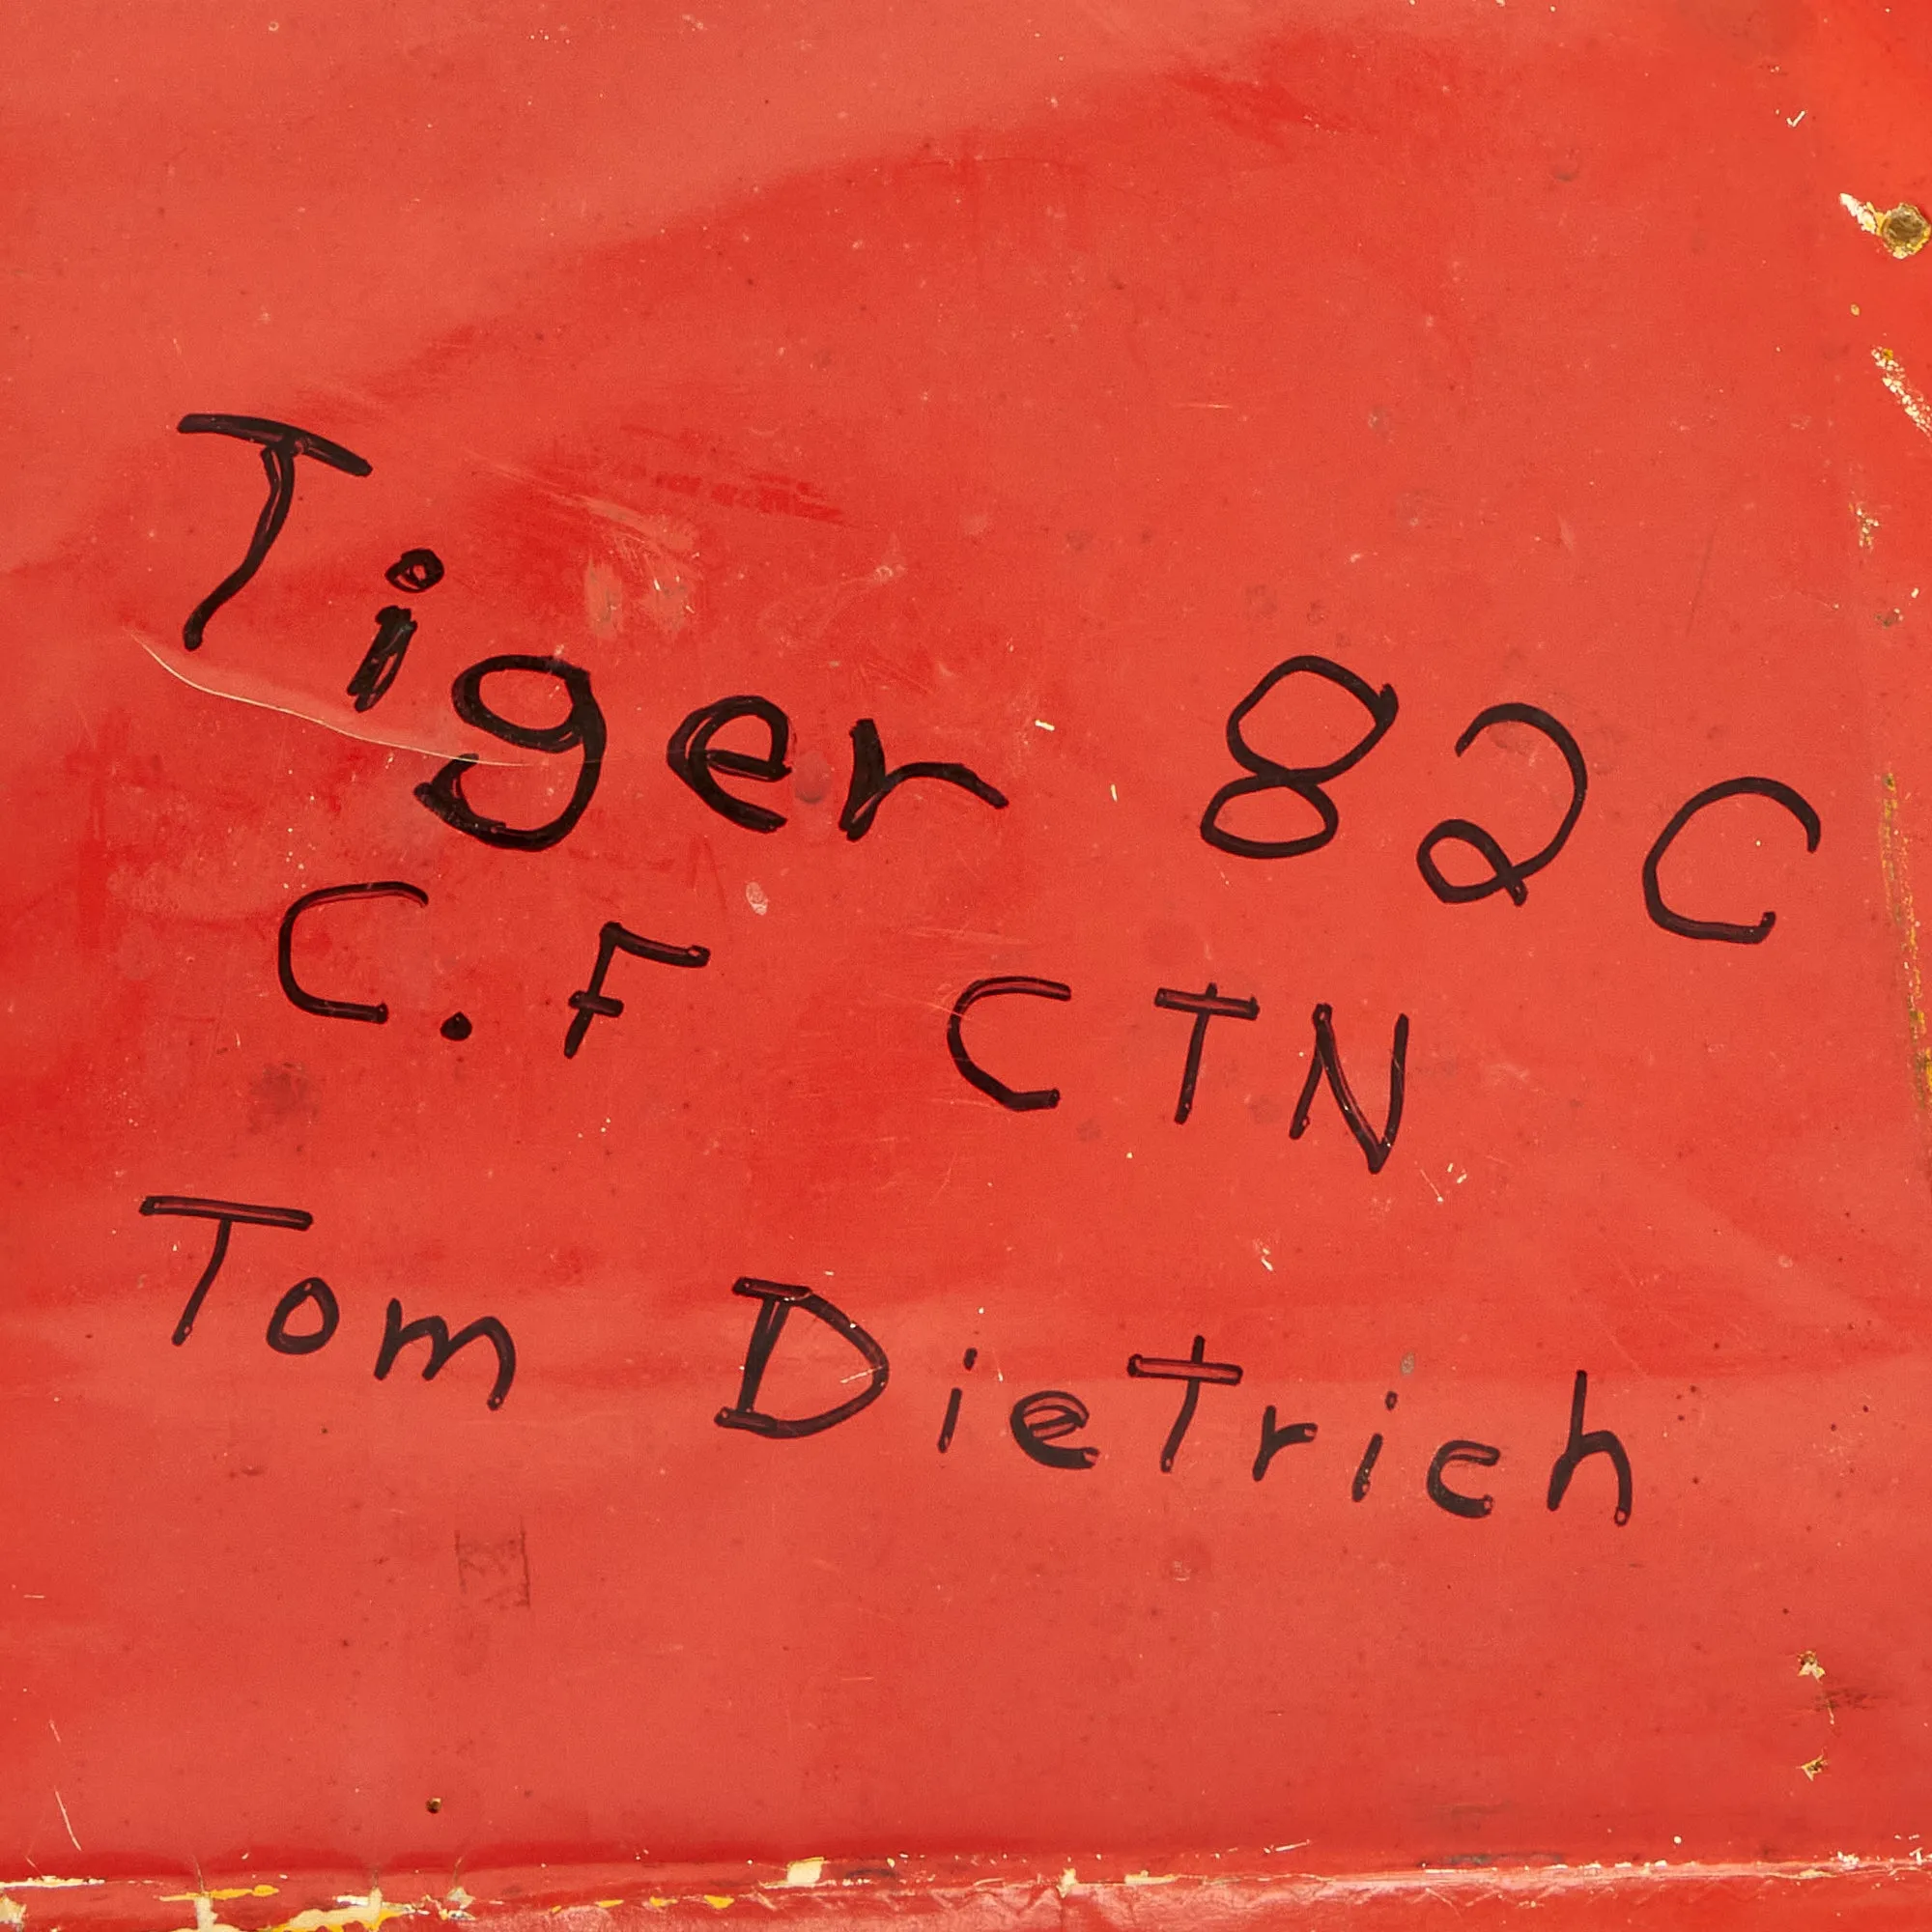 Tiger 82C
C.F CTN
Tom Dietrich